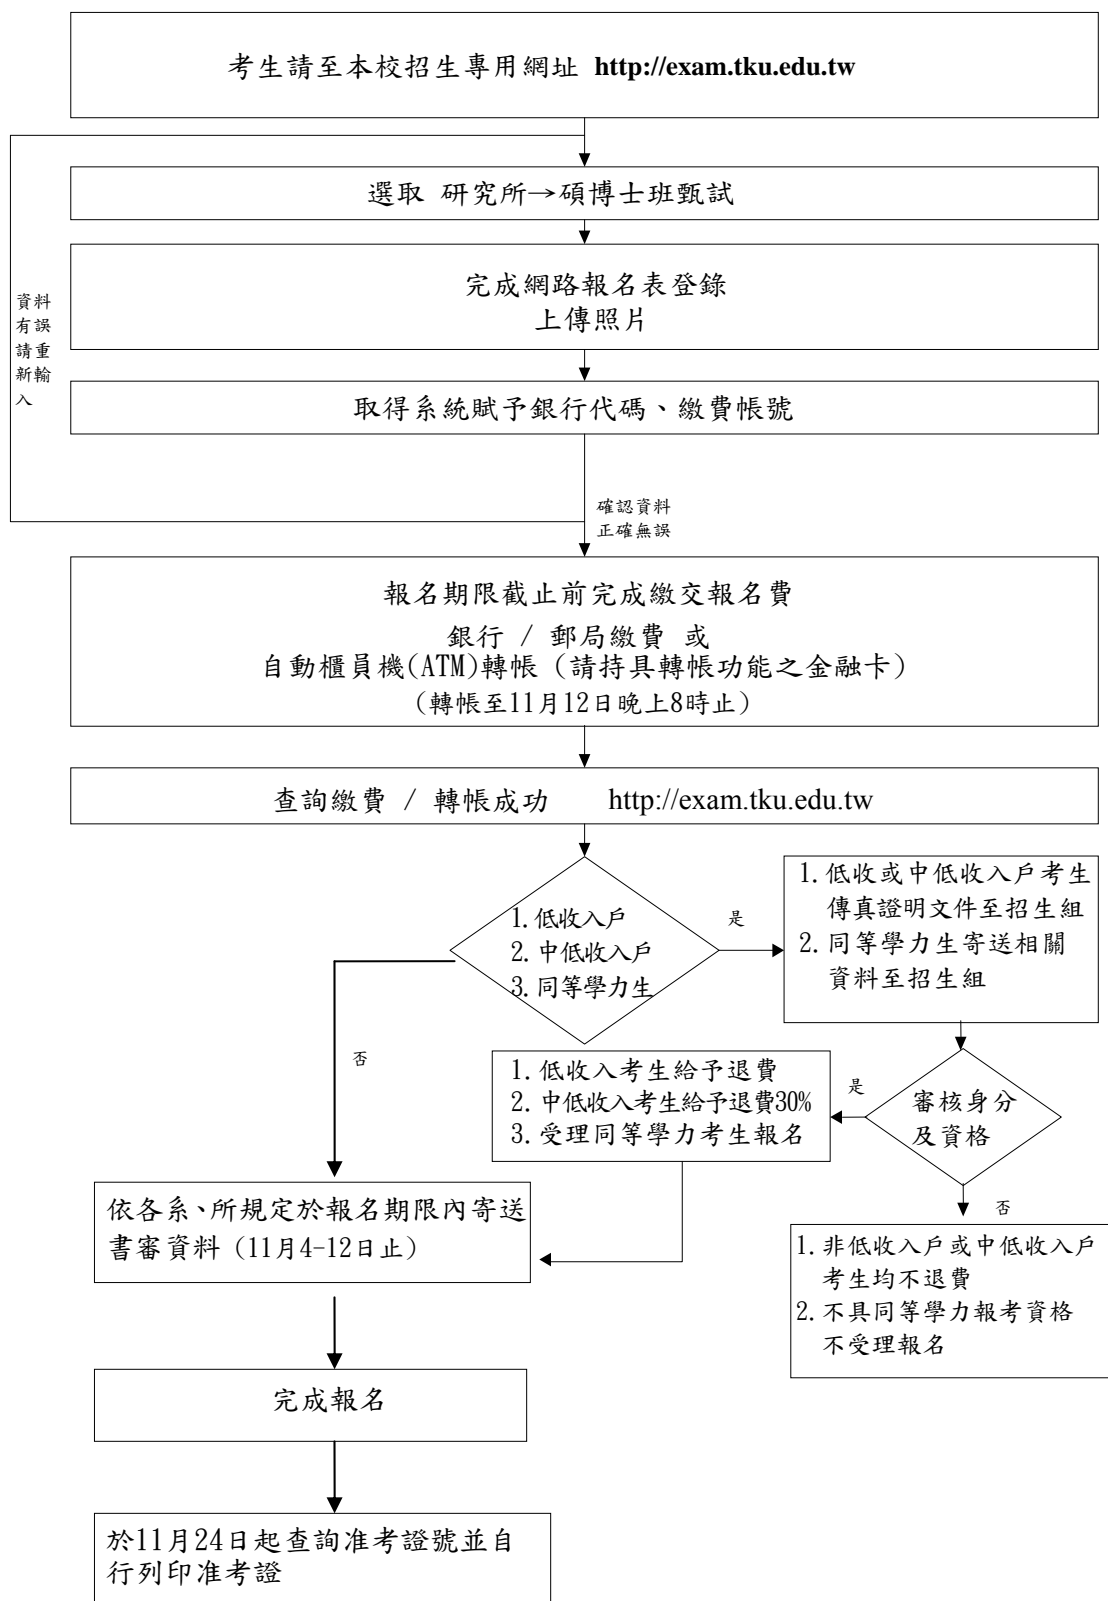 考生請至本校招生專用網址 http://exam.tku.edu.tw
選取 研究所→碩博士班甄試
完成網路報名表登錄
上傳照片
資料
有誤
請重
新輸
入
取得系統賦予銀行代碼、繳費帳號
確認資料
正確無誤
報名期限截止前完成繳交報名費
銀行 / 郵局繳費 或
自動櫃員機(ATM)轉帳 (請持具轉帳功能之金融卡)
(轉帳至11月12日晚上8時止)
查詢繳費 / 轉帳成功 http://exam.tku.edu.tw
1.低收入戶
2.中低收入戶
3.同等學力生
是
1.低收或中低收入戶考生
傳真證明文件至招生組
2.同等學力生寄送相關
資料至招生組
否
1.低收入考生給予退費
2.中低收入考生給予退費30%
3.受理同等學力考生報名
是
審核身分
及資格
否
依各系、所規定於報名期限內寄送
書審資料 (11月4-12日止)
1.非低收入戶或中低收入戶
考生均不退費
2.不具同等學力報考資格
不受理報名
完成報名
於11月24日起查詢准考證號並自
行列印准考證